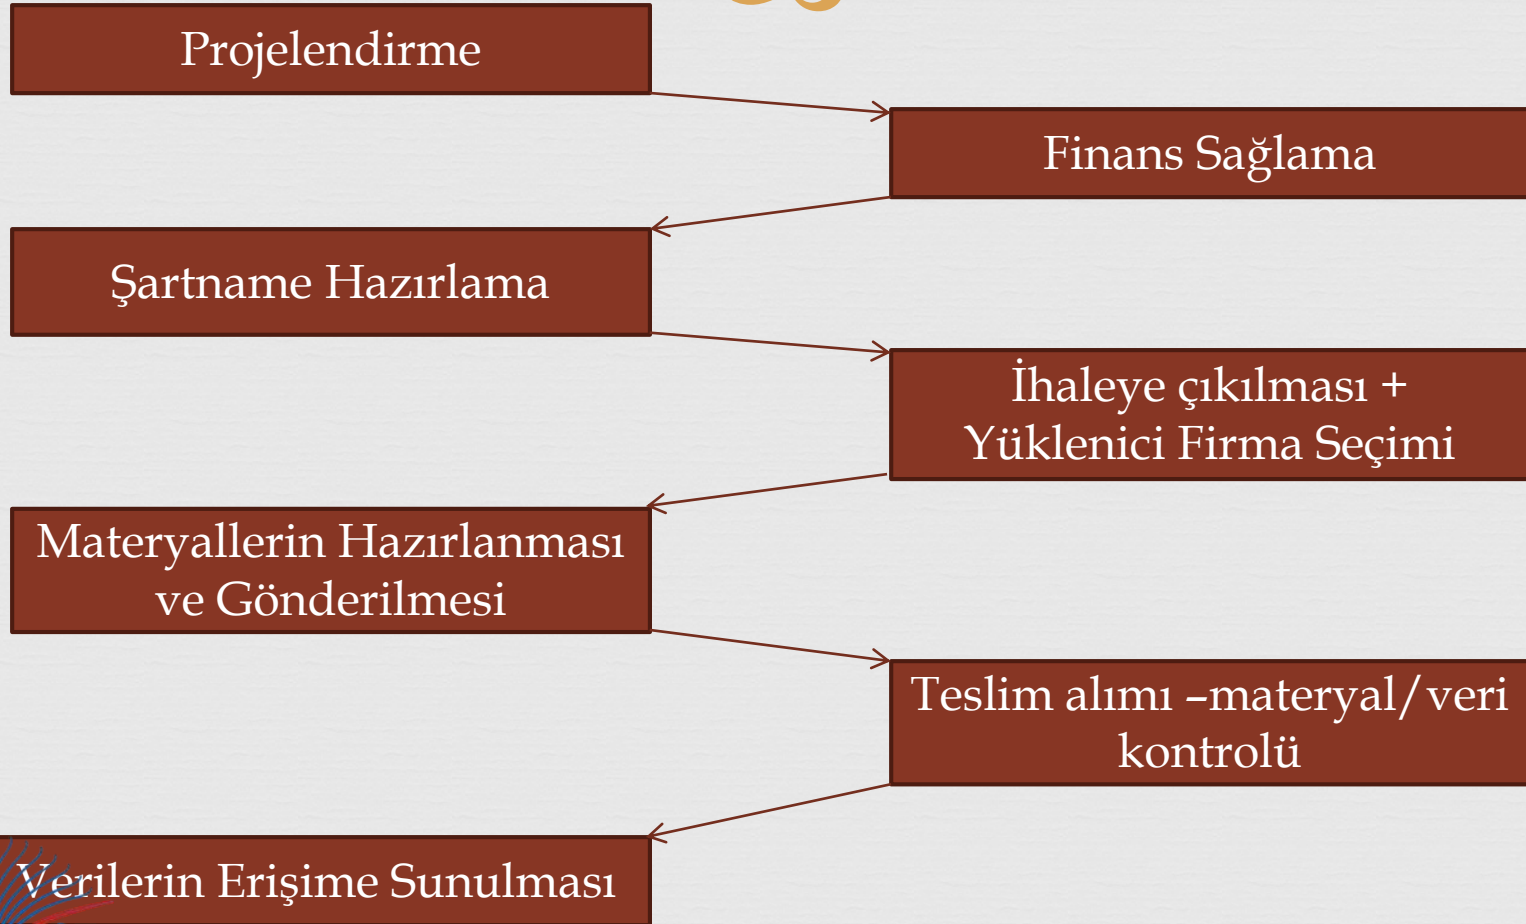 Projelendirme
Finans Sağlama
Şartname Hazırlama
İhaleye çıkılması +
Yüklenici Firma Seçimi
Materyallerin Hazırlanması
ve Gönderilmesi
Teslim alımı –materyal/veri
kontrolü
Verilerin Erişime Sunulması